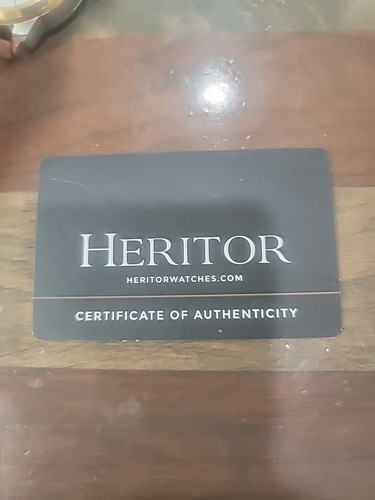 HERITOR
HERITORWATCHES.COM
CERTIFICATE OF AUTHENTICITY